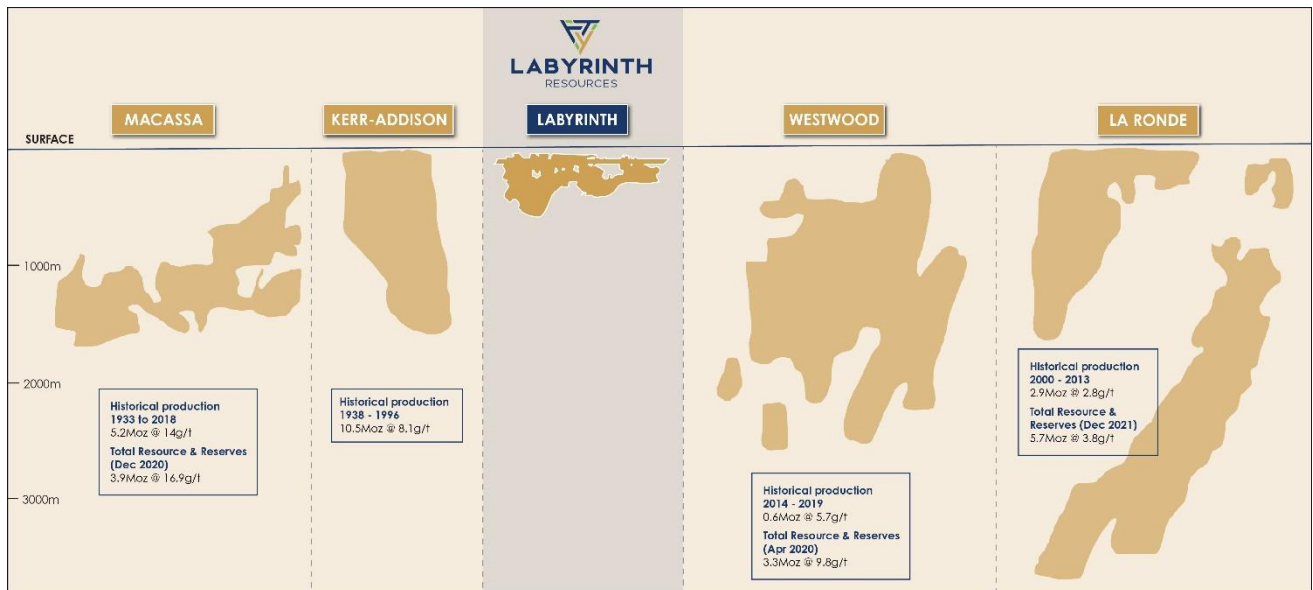 LABYRINTH
RESOURCES
MACASSA
KERR-ADDISON
LABYRINTH
WESTWOOD
LA RONDE
SURFACE
1000m
2000m
3000m
Historical production
1933 to 2018
5.2Moz @ 14g/t
Total Resource & Reserves
(Dec 2020)
3.9Moz @ 16.9g/t
Historical production
1938 - 1996
10.5Moz @ 8.1g/t
Historical production
2014 - 2019
0.6Moz @ 5.7g/t
Total Resource & Reserves
(Apr 2020)
3.3Moz @ 9.8g/t
Historical production
2000 - 2013
2.9Moz @ 2.8g/t
Total Resource &
Reserves (Dec 2021)
5.7Moz @ 3.8g/t